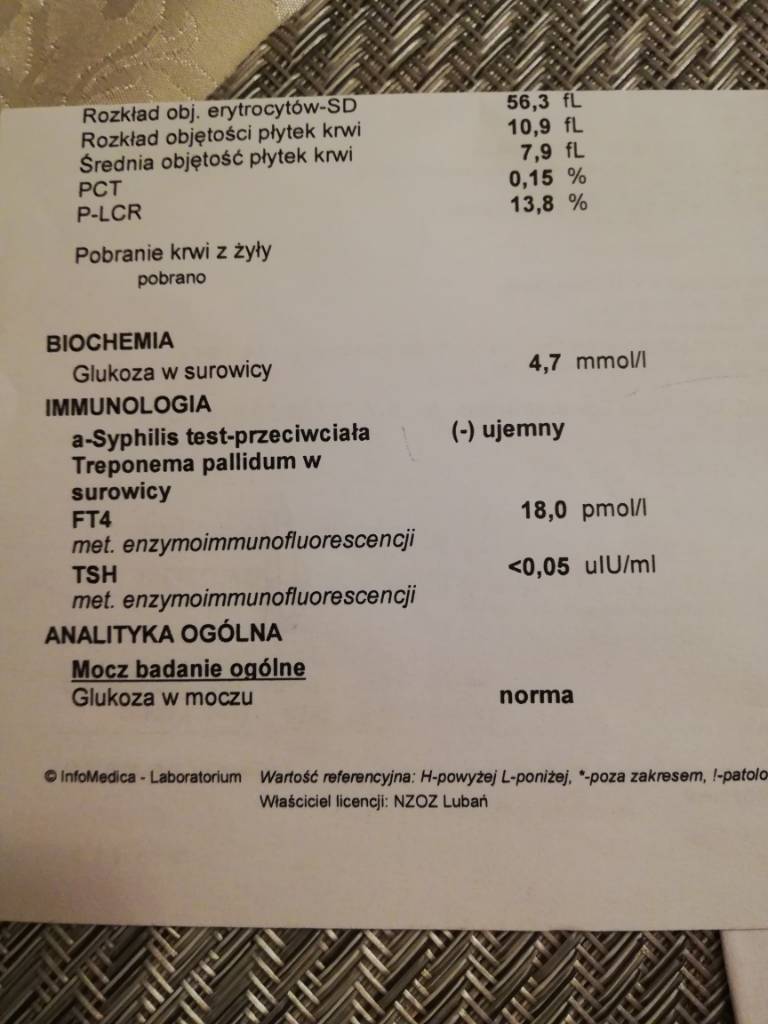 Rozkład obj. erytrocytów-SD 56,3 fL
Rozkład objętości płytek krwi 10,9 fL
Średnia objętość płytek krwi 7,9 fL
PCT 0,15 %
P-LCR 13,8 %
Pobranie krwi z żyły
pobrano
BIOCHEMIA
Glukoza w surowicy 4,7 mmol/l
IMMUNOLOGIA
a-Syphilis test-przeciwciała (-) ujemny
Treponema pallidum w
surowicy
FT4 18,0 pmol/l
met. enzymoimmunofluorescencji
TSH <0,05 uIU/ml
met. enzymoimmunofluorescencji
ANALITYKA OGÓLNA
Mocz badanie ogólne
Glukoza w moczu norma
© InfoMedica - Laboratorium Wartość referencyjna: H-powyżej L-poniżej, *-poza zakresem, !-patolo
Właściciel licencji: NZOZ Lubań